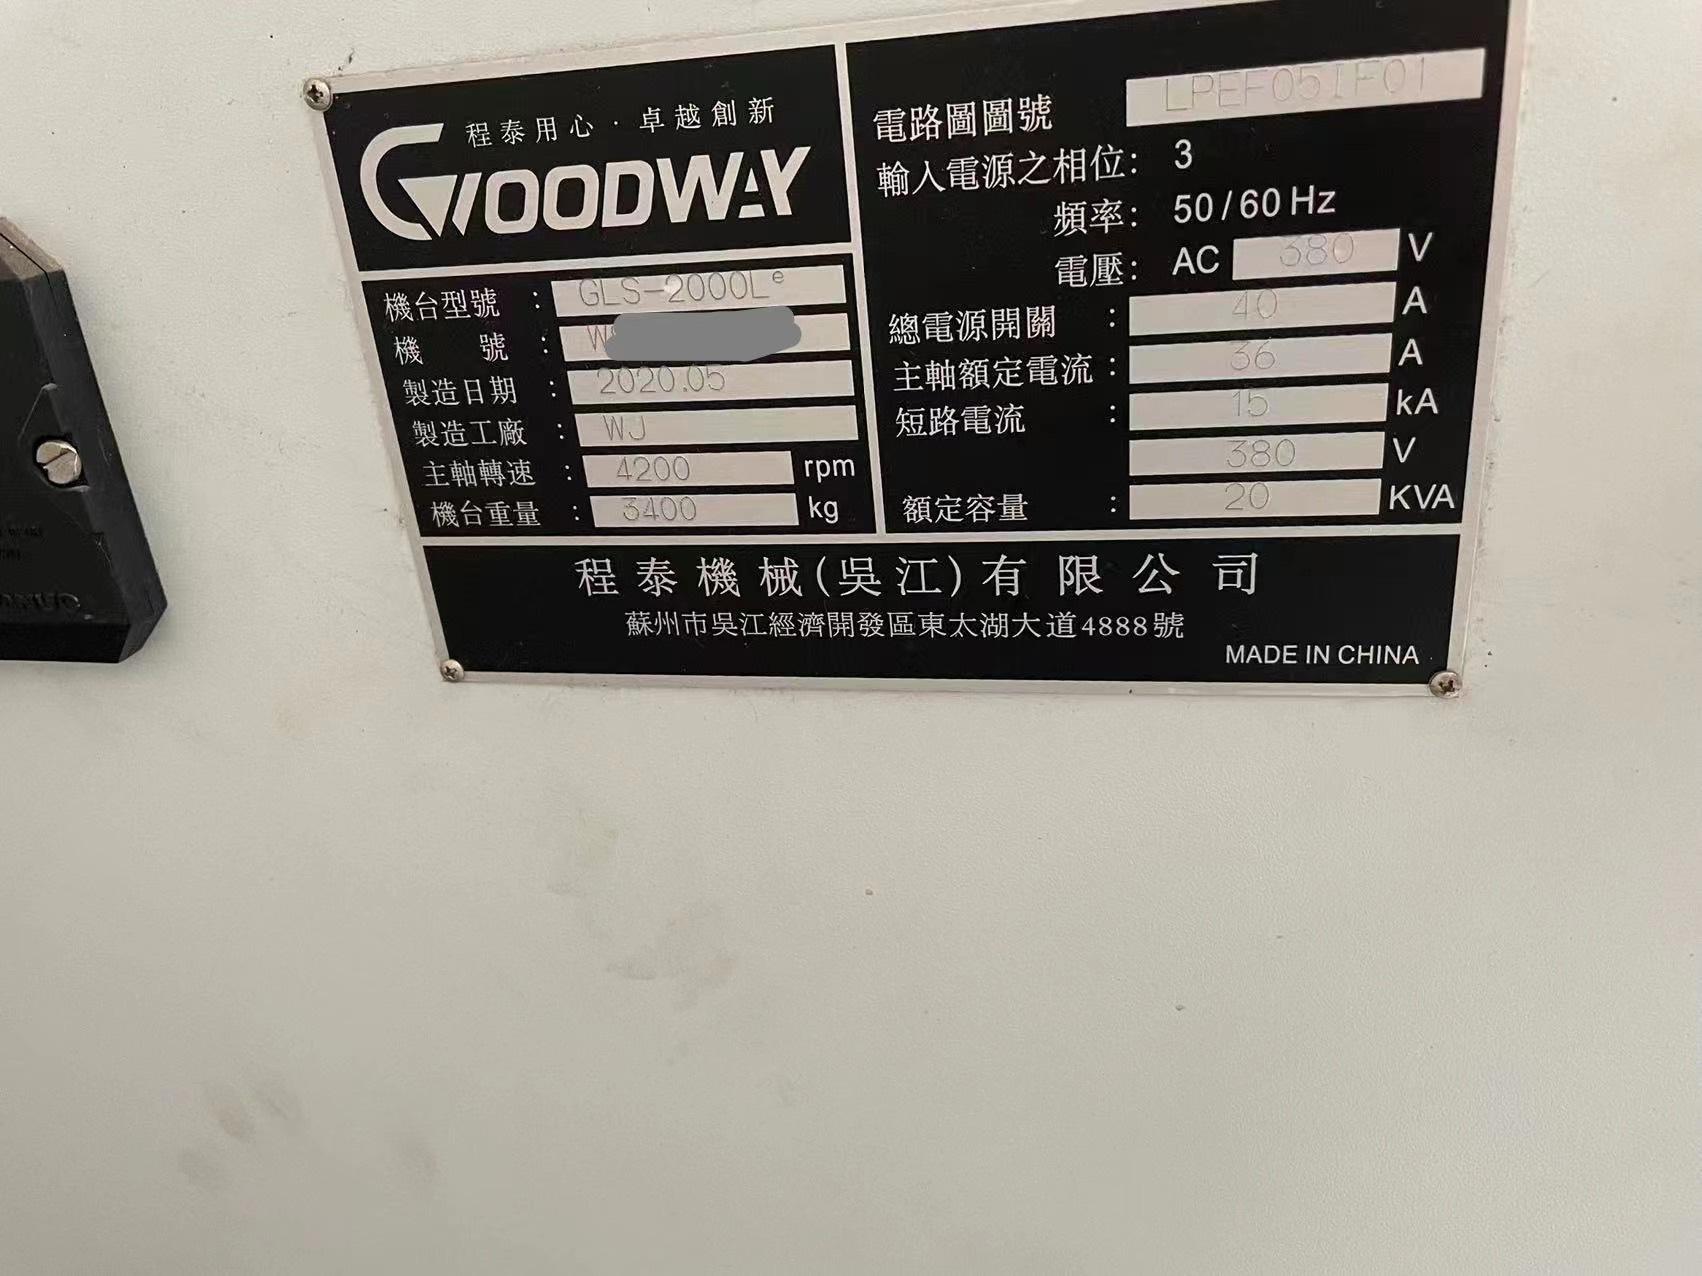 程泰用心·卓越創新
GOODWAY
機台型號 : GLS-2000Lᵉ
機 號 : W
製造日期 : 2020.05
製造工廠 : WJ
主軸轉速 : 4200 rpm
機台重量 : 3400 kg
電路圖圖號 LPEF051F01
輸入電源之相位: 3
頻率: 50/60 Hz
電壓: AC 380 V
總電源開關 : 40 A
主軸額定電流 : 36 A
短路電流 : 15 kA
380 V
額定容量 : 20 KVA
程泰機械(吳江)有限公司
蘇州市吳江經濟開發區東太湖大道4888號
MADE IN CHINA